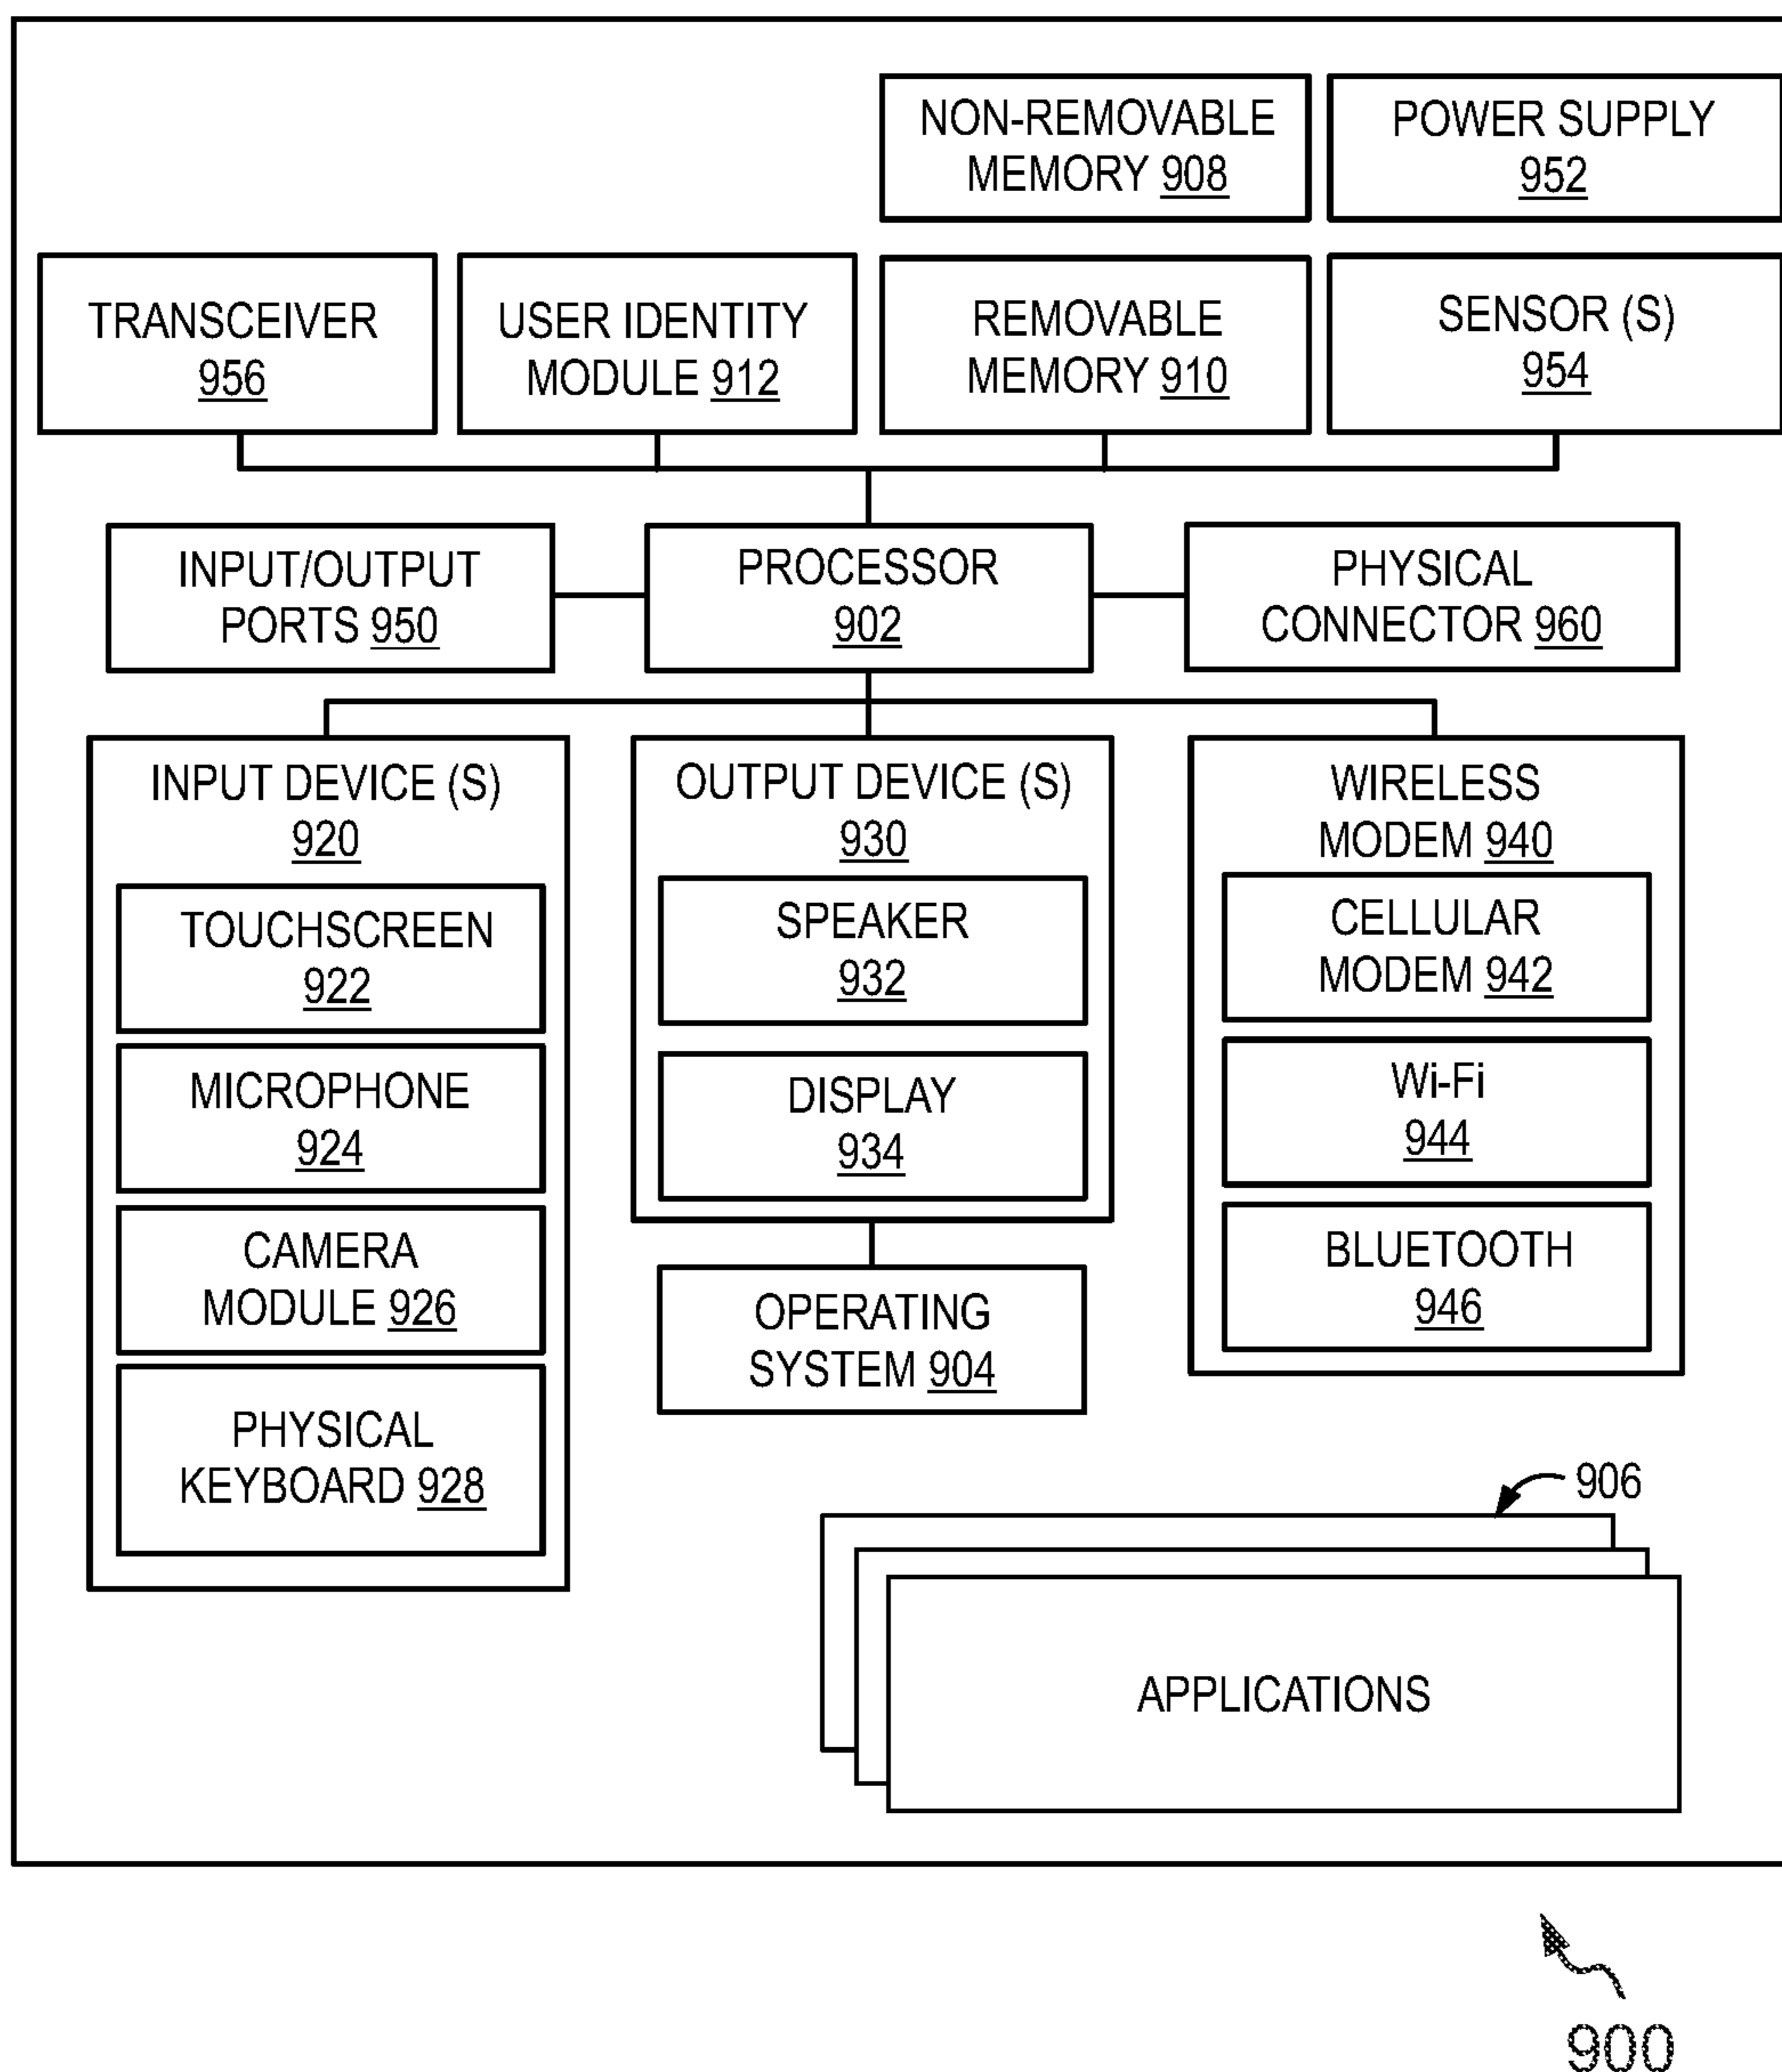 NON-REMOVABLE
MEMORY 908
POWER SUPPLY
952
TRANSCEIVER
956
USER IDENTITY
MODULE 912
REMOVABLE
MEMORY 910
SENSOR (S)
954
INPUT/OUTPUT
PORTS 950
PROCESSOR
902
PHYSICAL
CONNECTOR 960
INPUT DEVICE (S)
920
TOUCHSCREEN
922
MICROPHONE
924
CAMERA
MODULE 926
PHYSICAL
KEYBOARD 928
OUTPUT DEVICE (S)
930
SPEAKER
932
DISPLAY
934
OPERATING
SYSTEM 904
WIRELESS
MODEM 940
CELLULAR
MODEM 942
Wi-Fi
944
BLUETOOTH
946
906
APPLICATIONS
900